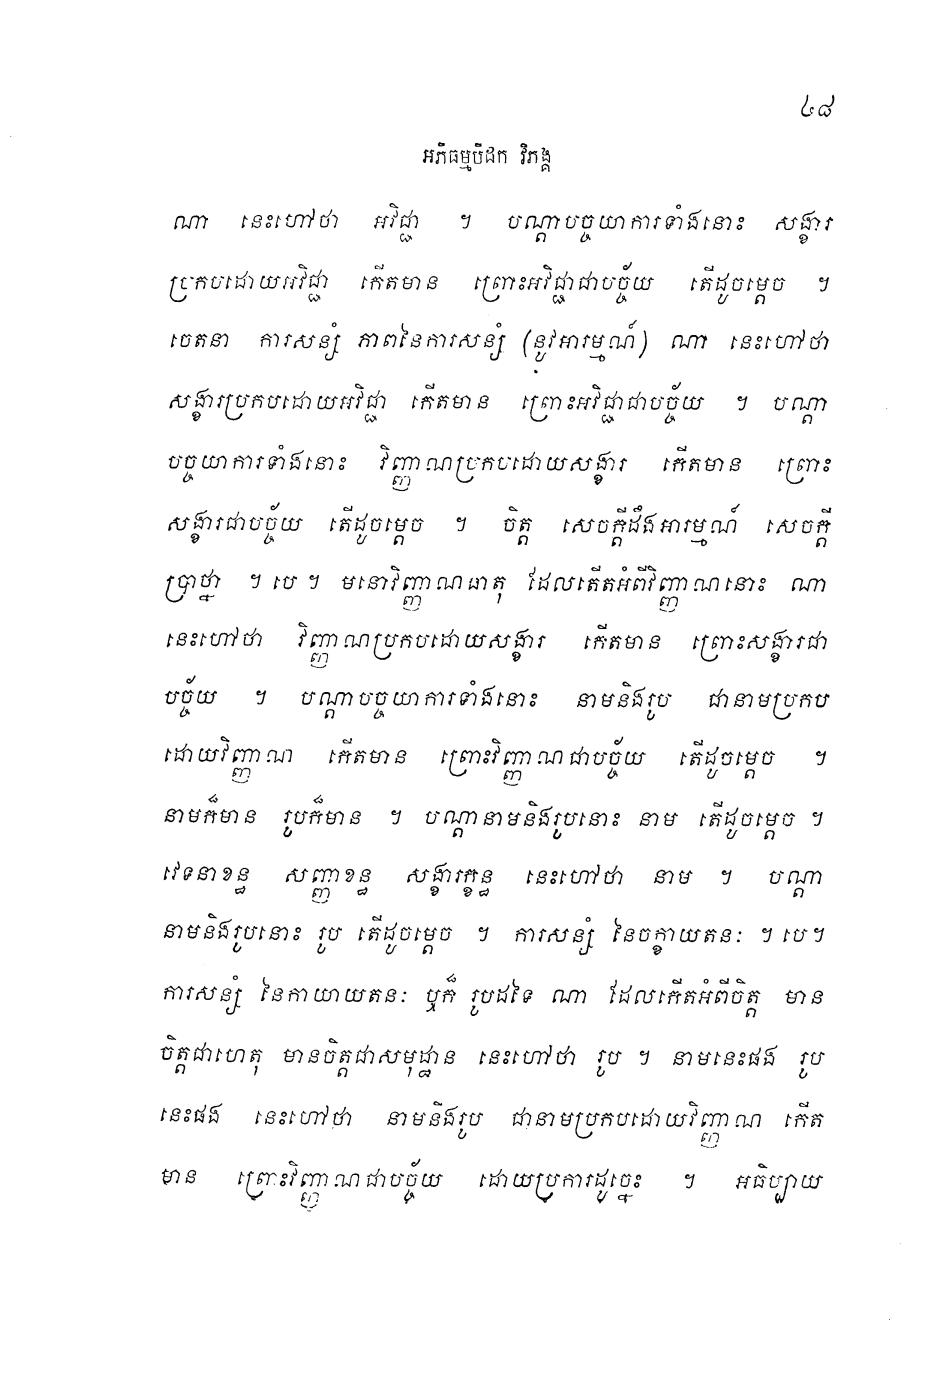 ៤៨
អភិធម្មបិដក វិភង្គ
ណា នេះហៅថា អវិជ្ជា ។ បណ្តាបច្ចយាការទាំងនោះ សង្ខារ
ប្រកបដោយអវិជ្ជា កើតមាន ព្រោះអវិជ្ជាជាបច្ច័យ តើដូចម្តេច ។
ចេតនា ការសន្សំ ភាពនៃការសន្សំ (នូវអារម្មណ៍) ណា នេះហៅថា
សង្ខារប្រកបដោយអវិជ្ជា កើតមាន ព្រោះអវិជ្ជាជាបច្ច័យ ។ បណ្តា
បច្ចយាការទាំងនោះ វិញ្ញាណប្រកបដោយសង្ខារ កើតមាន ព្រោះ
សង្ខារជាបច្ច័យ តើដូចម្តេច ។ ចិត្ត សេចក្តីដឹងអារម្មណ៍ សេចក្តី
ប្រាថ្នា ។ បេ ។ មនោវិញ្ញាណធាតុ ដែលកើតអំពីវិញ្ញាណនោះ ណា
នេះហៅថា វិញ្ញាណប្រកបដោយសង្ខារ កើតមាន ព្រោះសង្ខារជា
បច្ច័យ ។ បណ្តាបច្ចយាការទាំងនោះ នាមនិងរូប ជានាមប្រកប
ដោយវិញ្ញាណ កើតមាន ព្រោះវិញ្ញាណជាបច្ច័យ តើដូចម្តេច ។
នាមក៏មាន រូបក៏មាន ។ បណ្តានាមនិងរូបនោះ នាម តើដូចម្តេច ។
វេទនាខន្ធ សញ្ញាខន្ធ សង្ខារក្ខន្ធ នេះហៅថា នាម ។ បណ្តា
នាមនិងរូបនោះ រូប តើដូចម្តេច ។ ការសន្សំ នៃចក្ខាយតនៈ ។ បេ។
ការសន្សំ នៃកាយាយតនៈ ឬក៏ រូបដទៃ ណា ដែលកើតអំពីចិត្ត មាន
ចិត្តជាហេតុ មានចិត្តជាសមុដ្ឋាន នេះហៅថា រូប ។ នាមនេះផង រូប
នេះផង នេះហៅថា នាមនិងរូប ជានាមប្រកបដោយវិញ្ញាណ កើត
មាន ព្រោះវិញ្ញាណជាបច្ច័យ ដោយប្រការដូច្នេះ ។ អធិប្បាយ